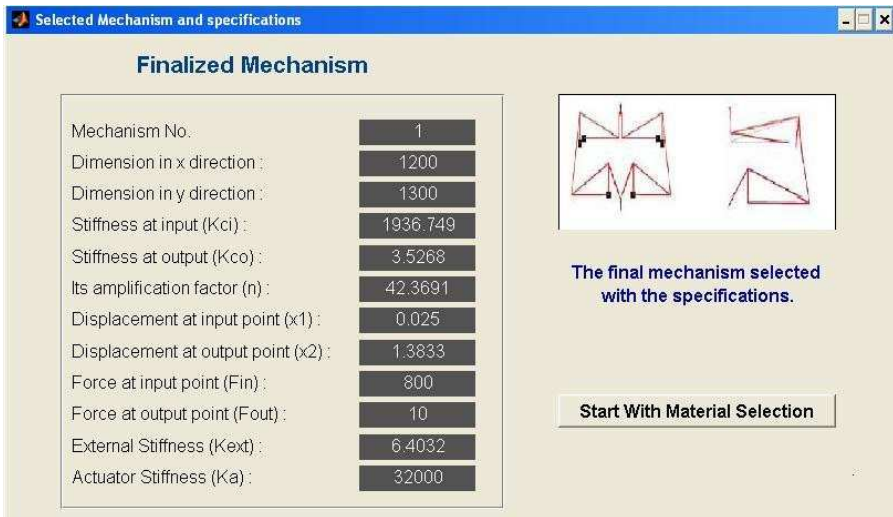 Selected Mechanism and specifications
Finalized Mechanism
Mechanism No. 1
Dimension in x direction : 1200
Dimension in y direction : 1300
Stiffness at input (Kci) : 1936.749
Stiffness at output (Kco) : 3.5268
Its amplification factor (n) : 42.3691
Displacement at input point (x1) : 0.025
Displacement at output point (x2) : 1.3833
Force at input point (Fin) : 800
Force at output point (Fout) : 10
External Stiffness (Kext) : 6.4032
Actuator Stiffness (Ka) : 32000
The final mechanism selected
with the specifications.
Start With Material Selection